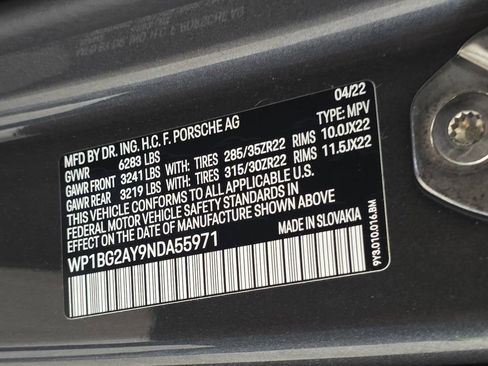 04/22
MFD BY DR. ING. H.C. F. PORSCHE AG
GVWR 6283 LBS TYPE: MPV
GAWR FRONT 3241 LBS WITH: TIRES 285/35ZR22 RIMS 10.0JX22
GAWR REAR 3219 LBS WITH: TIRES 315/30ZR22 RIMS 11.5JX22
THIS VEHICLE CONFORMS TO ALL APPLICABLE U.S.
FEDERAL MOTOR VEHICLE SAFETY STANDARDS IN
EFFECT ON THE DATE OF MANUFACTURE SHOWN ABOVE.
WP1BG2AY9NDA55971
MADE IN SLOVAKIA
9Y3.010.016.BM